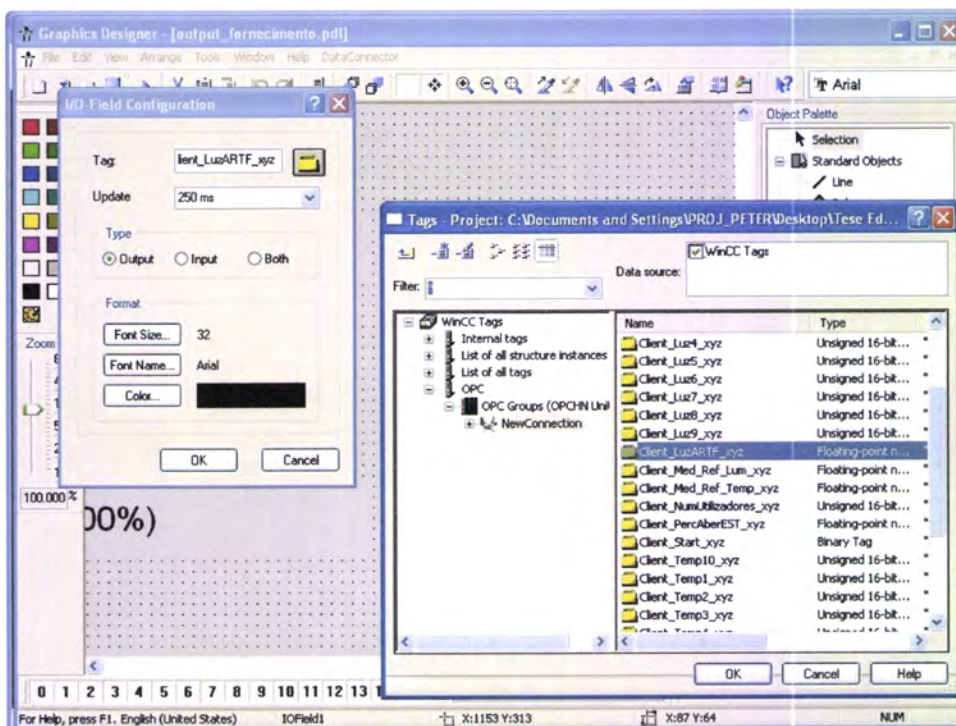 Graphics Designer - [output_fornecimento.pdl]
File Edit View Arrange Tools Window Help DataConnector
Arial
I/O-Field Configuration
Tag: lient_LuzARTF_xyz
Update 250 ms
Type
Output Input Both
Format
Font Size... 32
Font Name... Arial
Color...
OK Cancel
Zoom
100.000 %
00%)
Object Palette
Selection
Standard Objects
Line
Tags - Project: C:\Documents and Settings\PROJ_PETER\Desktop\Tese Ed...
Filter:
Data source:
WinCC Tags
WinCC Tags
Internal tags
List of all structure instances
List of all tags
OPC
OPC Groups (OPCHN Unit
NewConnection
Name Type
Client_Luz4_xyz Unsigned 16-bit...
Client_Luz5_xyz Unsigned 16-bit...
Client_Luz6_xyz Unsigned 16-bit...
Client_Luz7_xyz Unsigned 16-bit...
Client_Luz8_xyz Unsigned 16-bit...
Client_Luz9_xyz Unsigned 16-bit...
Client_LuzARTF_xyz Floating-point n...
Client_Med_Ref_Lum_xyz Floating-point n...
Client_Med_Ref_Temp_xyz Floating-point n...
Client_NumUtilizadores_xyz Unsigned 16-bit...
Client_PercAberEST_xyz Floating-point n...
Client_Start_xyz Binary Tag
Client_Temp10_xyz Unsigned 16-bit...
Client_Temp1_xyz Unsigned 16-bit...
Client_Temp2_xyz Unsigned 16-bit...
Client_Temp3_xyz Unsigned 16-bit...
OK Cancel Help
0 1 2 3 4 5 6 7 8 9 10 11 12 13
For Help, press F1. English (United States) IOField1 X:1153 Y:313 X:87 Y:64 NUM